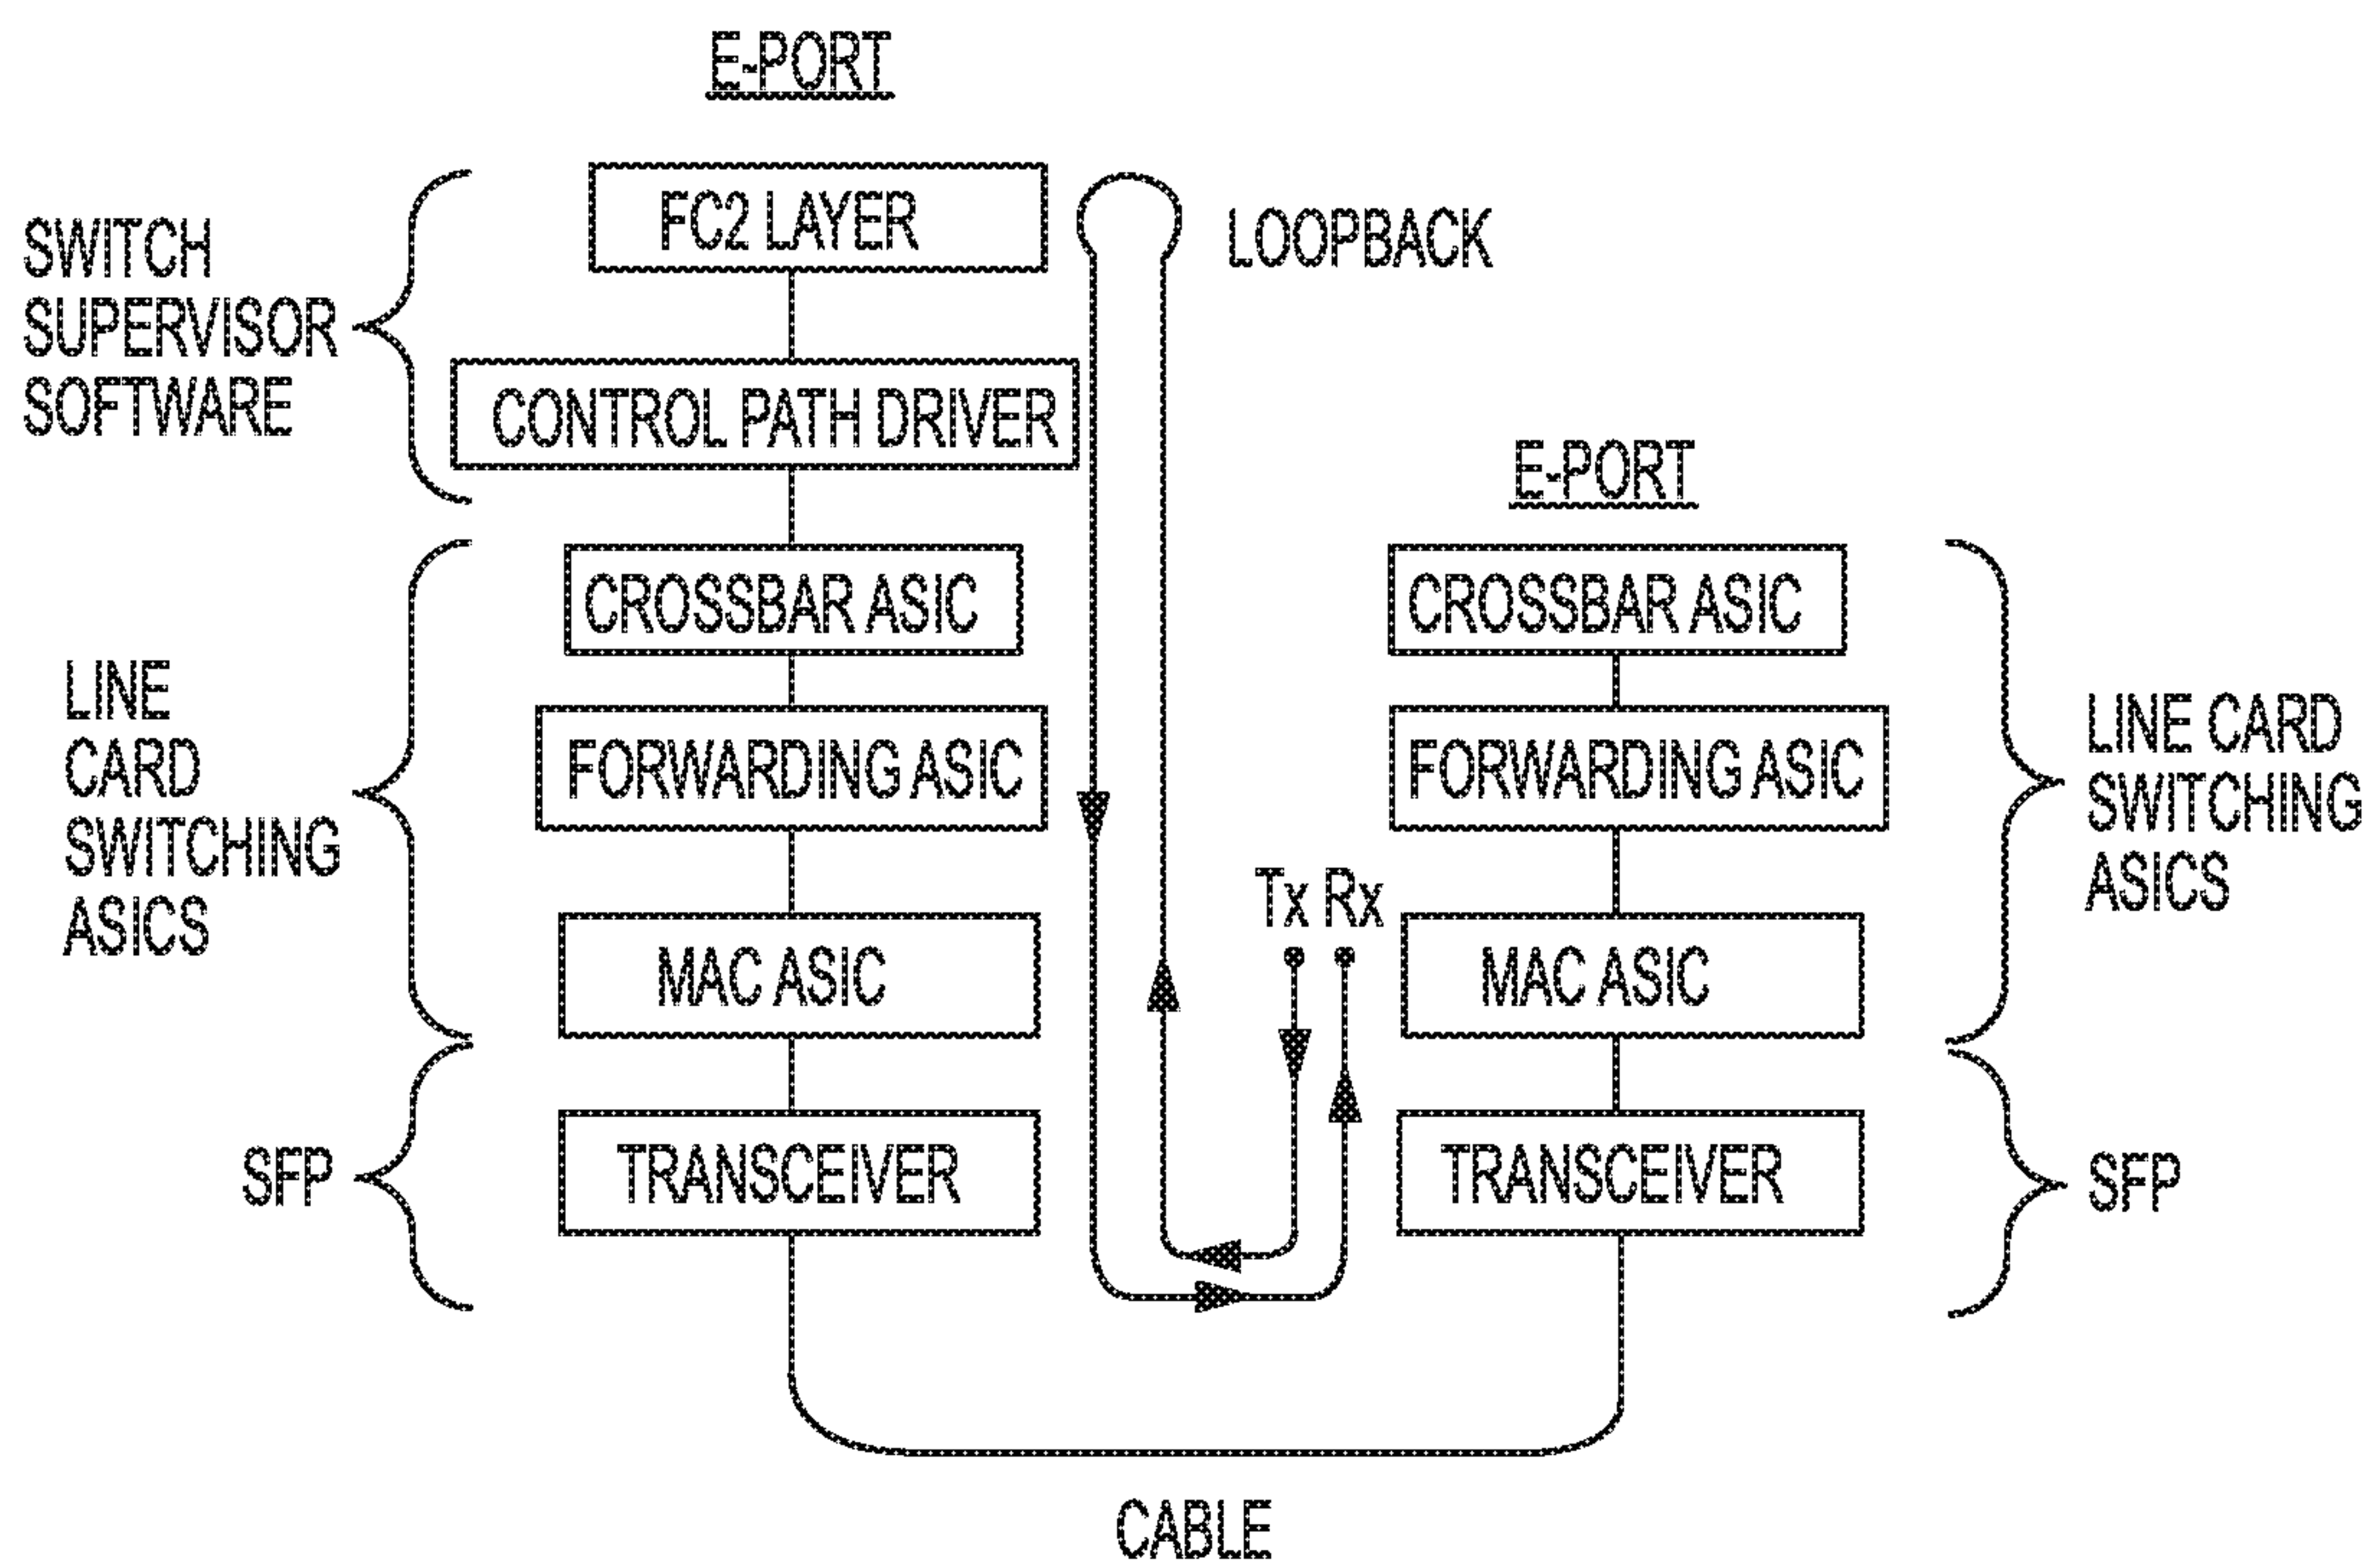 E-PORT
FC2 LAYER
LOOPBACK
SWITCH
SUPERVISOR
SOFTWARE
CONTROL PATH DRIVER
E-PORT
CROSSBAR ASIC
CROSSBAR ASIC
LINE
CARD
SWITCHING
ASICS
FORWARDING ASIC
FORWARDING ASIC
LINE CARD
SWITCHING
ASICS
Tx Rx
MAC ASIC
MAC ASIC
SFP
TRANSCEIVER
TRANSCEIVER
SFP
CABLE